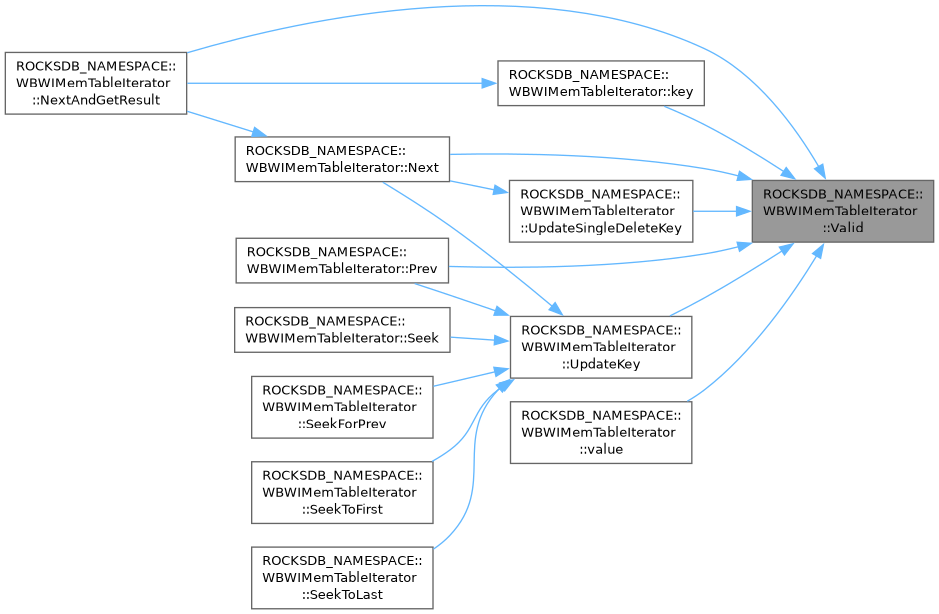 ROCKSDB_NAMESPACE::
WBWIMemTableIterator
::NextAndGetResult
ROCKSDB_NAMESPACE::
WBWIMemTableIterator::key
ROCKSDB_NAMESPACE::
WBWIMemTableIterator::Next
ROCKSDB_NAMESPACE::
WBWIMemTableIterator
::UpdateSingleDeleteKey
ROCKSDB_NAMESPACE::
WBWIMemTableIterator
::Valid
ROCKSDB_NAMESPACE::
WBWIMemTableIterator::Prev
ROCKSDB_NAMESPACE::
WBWIMemTableIterator::Seek
ROCKSDB_NAMESPACE::
WBWIMemTableIterator
::UpdateKey
ROCKSDB_NAMESPACE::
WBWIMemTableIterator
::SeekForPrev
ROCKSDB_NAMESPACE::
WBWIMemTableIterator
::value
ROCKSDB_NAMESPACE::
WBWIMemTableIterator
::SeekToFirst
ROCKSDB_NAMESPACE::
WBWIMemTableIterator
::SeekToLast